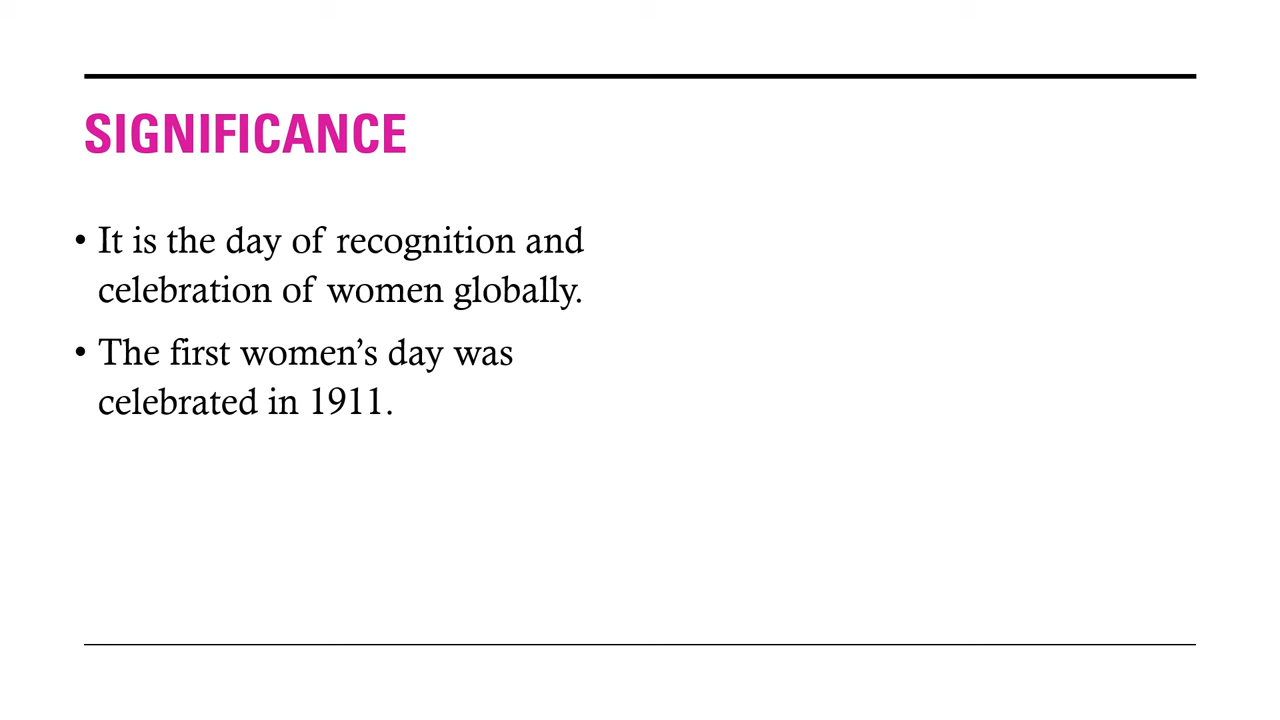 SIGNIFICANCE
• It is the day of recognition and
celebration of women globally.
• The first women’s day was
celebrated in 1911.